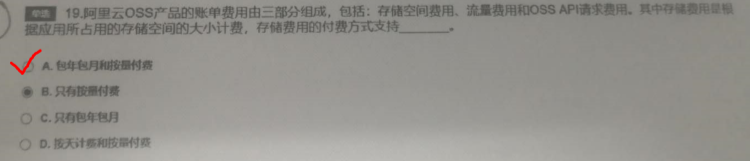 单选 19.阿里云OSS产品的账单费用由三部分组成，包括：存储空间费用、流量费用和OSS API请求费用。其中存储费用是根
据应用所占用的存储空间的大小计费，存储费用的付费方式支持______。
A. 包年包月和按量付费
B. 只有按量付费
C. 只有包年包月
D. 按天计费和按量付费